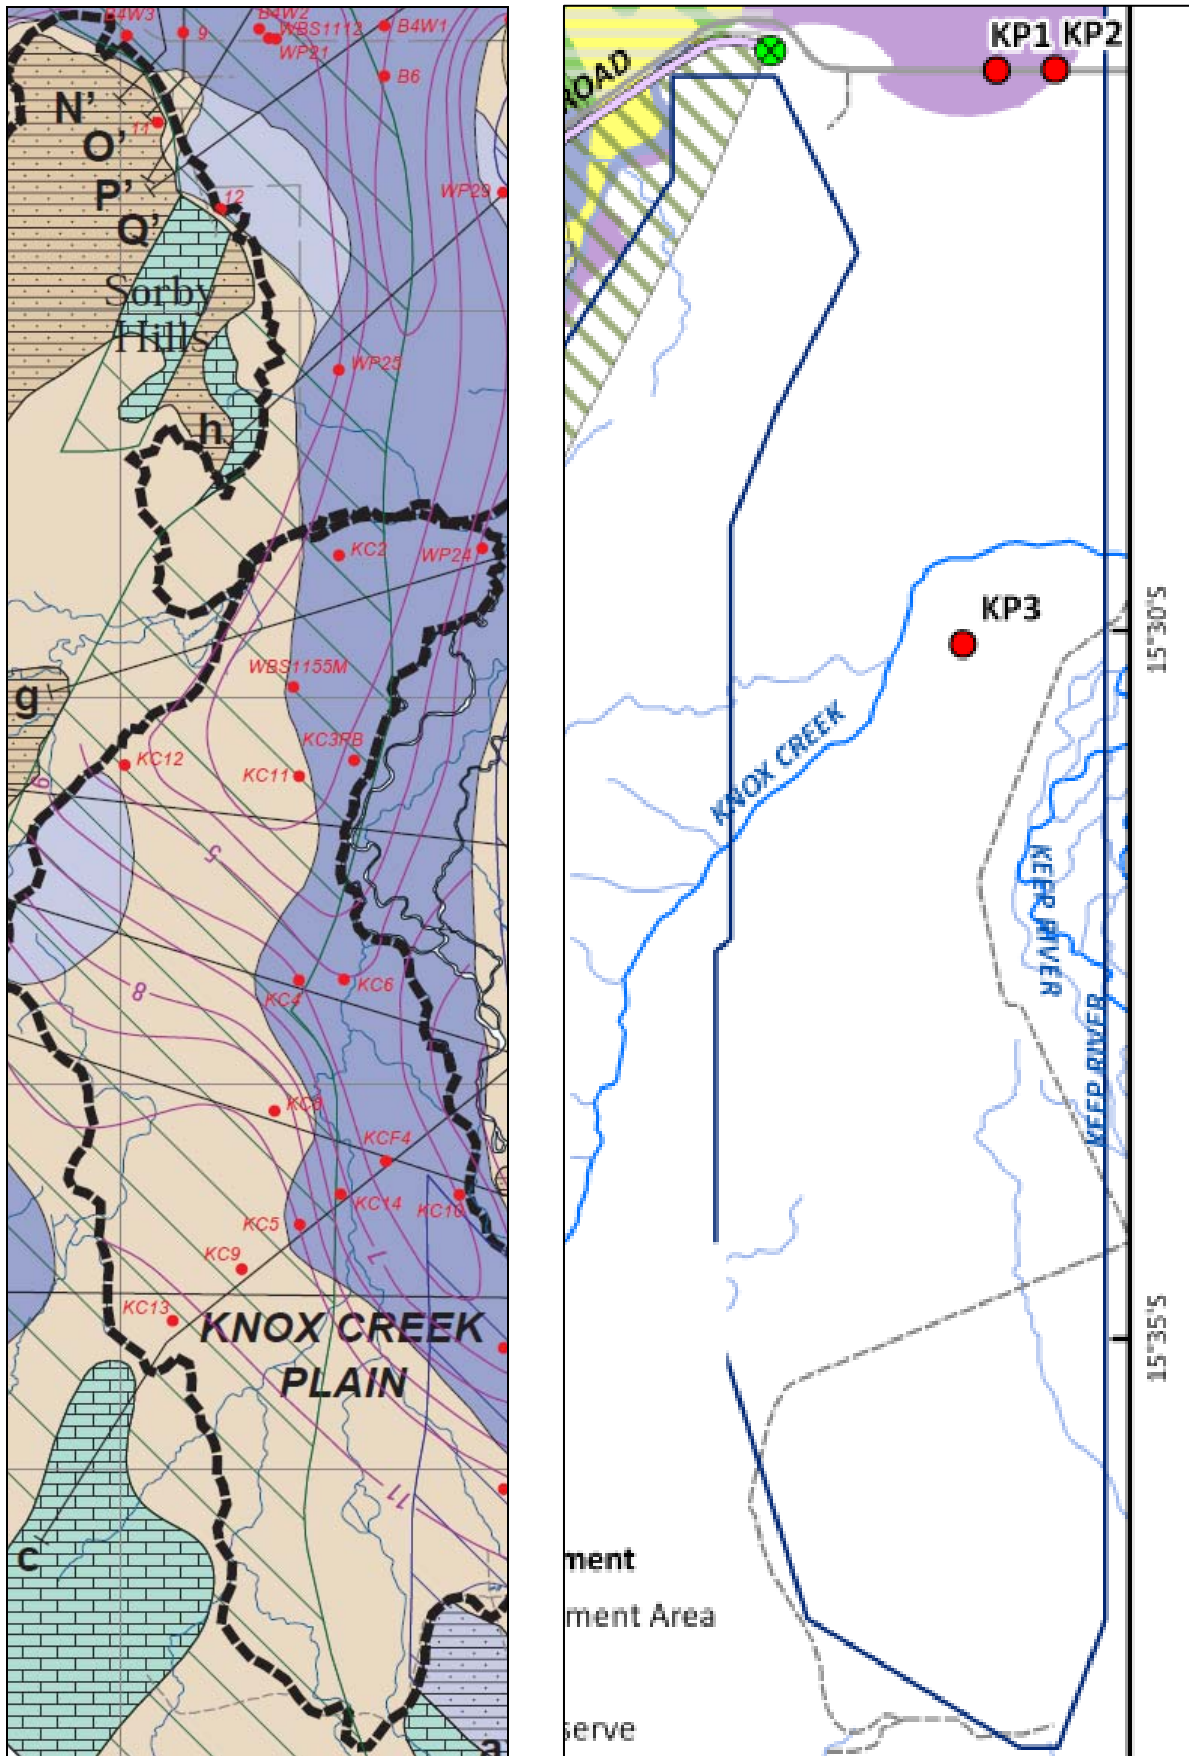 B4W3
B4W2
9
WBS1112
WP21
B4W1
B6
N'
11
O'
P'
WP29
12
Q'
Sorby
Hills
WP25
h
KC2
WP24
WBS1155M
g
KC3PB
KC12
KC11
9
5
KC4
KC6
8
KC8
KCF4
KC14
KC10
KC5
7
KC9
KC13
KNOX CREEK
PLAIN
11
c
a
ROAD
KP1
KP2
KP3
15°30'S
KNOX CREEK
KEEP RIVER
KEEP RIVER
15°35'S
ment
ment Area
serve